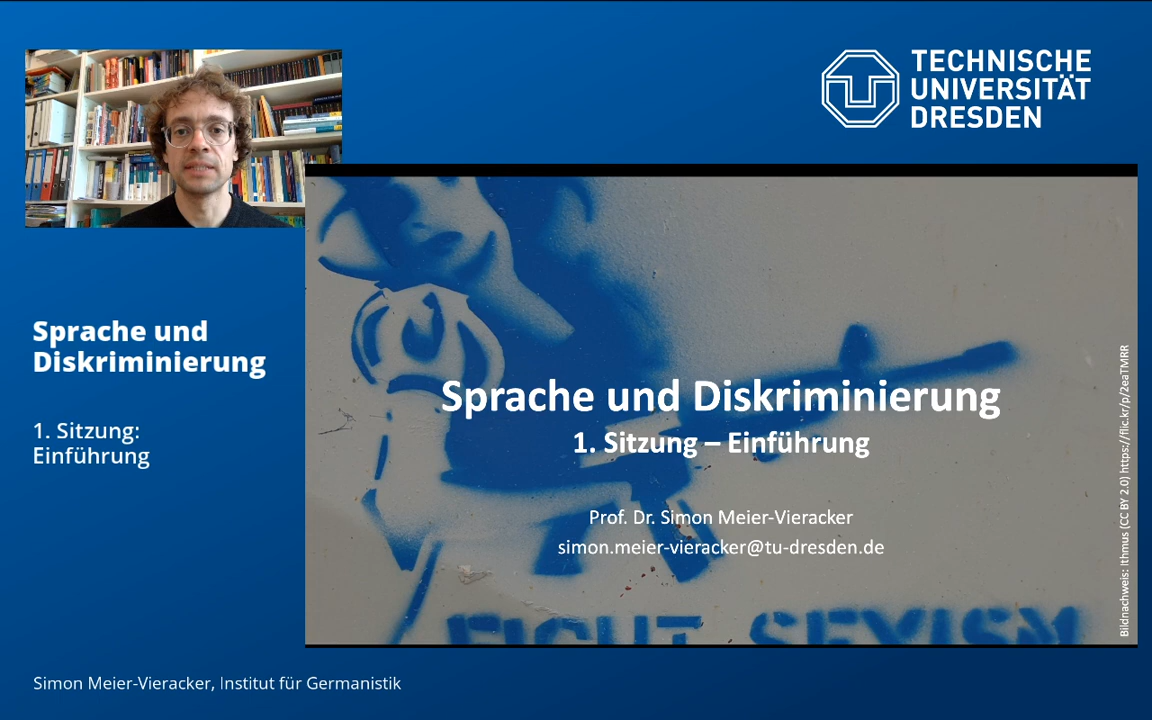 TECHNISCHE
UNIVERSITÄT
DRESDEN
Sprache und
Diskriminierung
1. Sitzung:
Einführung
Sprache und Diskriminierung
1. Sitzung – Einführung
Prof. Dr. Simon Meier-Vieracker
simon.meier-vieracker@tu-dresden.de
FIGHT SEXISM
Bildnachweis: Ithmus (CC BY 2.0) https://flic.kr/p/2eaTMRR
Simon Meier-Vieracker, Institut für Germanistik